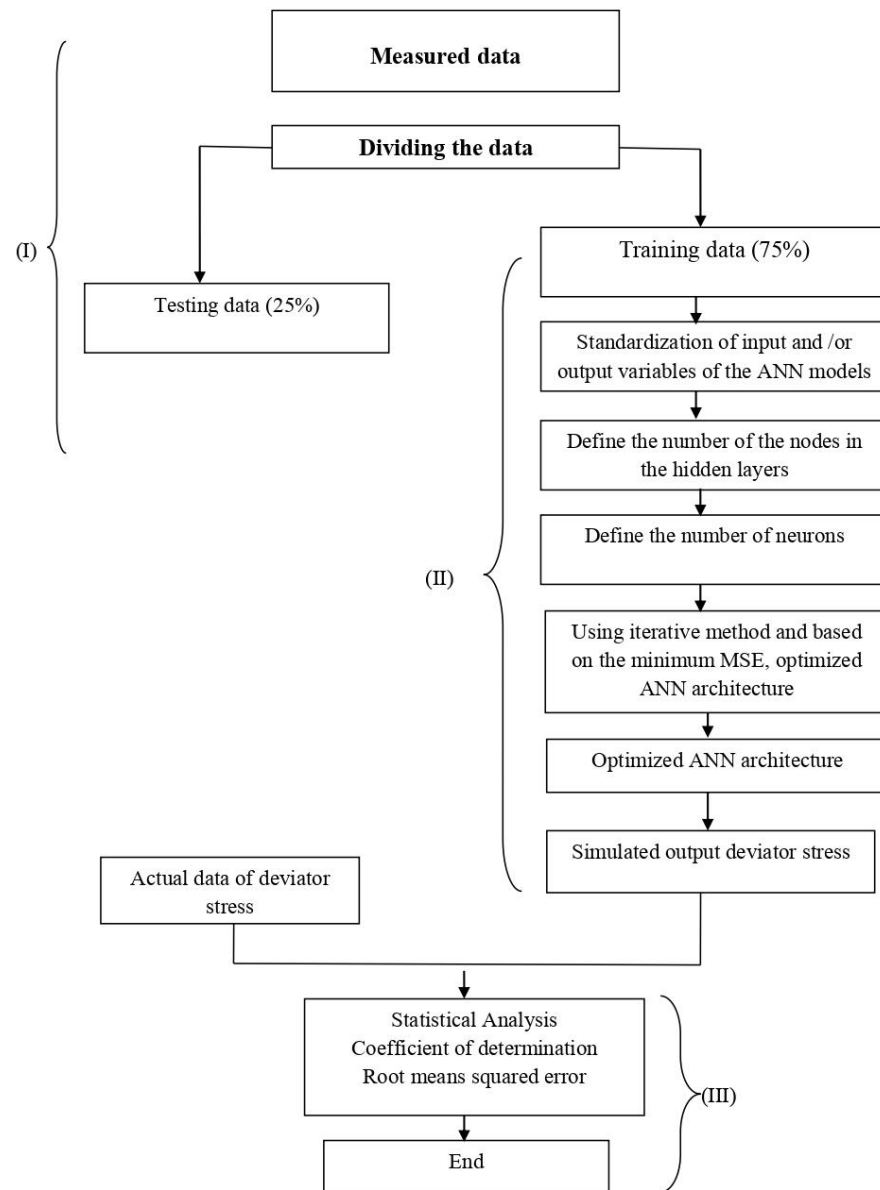 Measured data
Dividing the data
(I)
Training data (75%)
Testing data (25%)
Standardization of input and /or
output variables of the ANN models
Define the number of the nodes in
the hidden layers
Define the number of neurons
(II)
Using iterative method and based
on the minimum MSE, optimized
ANN architecture
Optimized ANN architecture
Simulated output deviator stress
Actual data of deviator
stress
Statistical Analysis
Coefficient of determination
Root means squared error
(III)
End